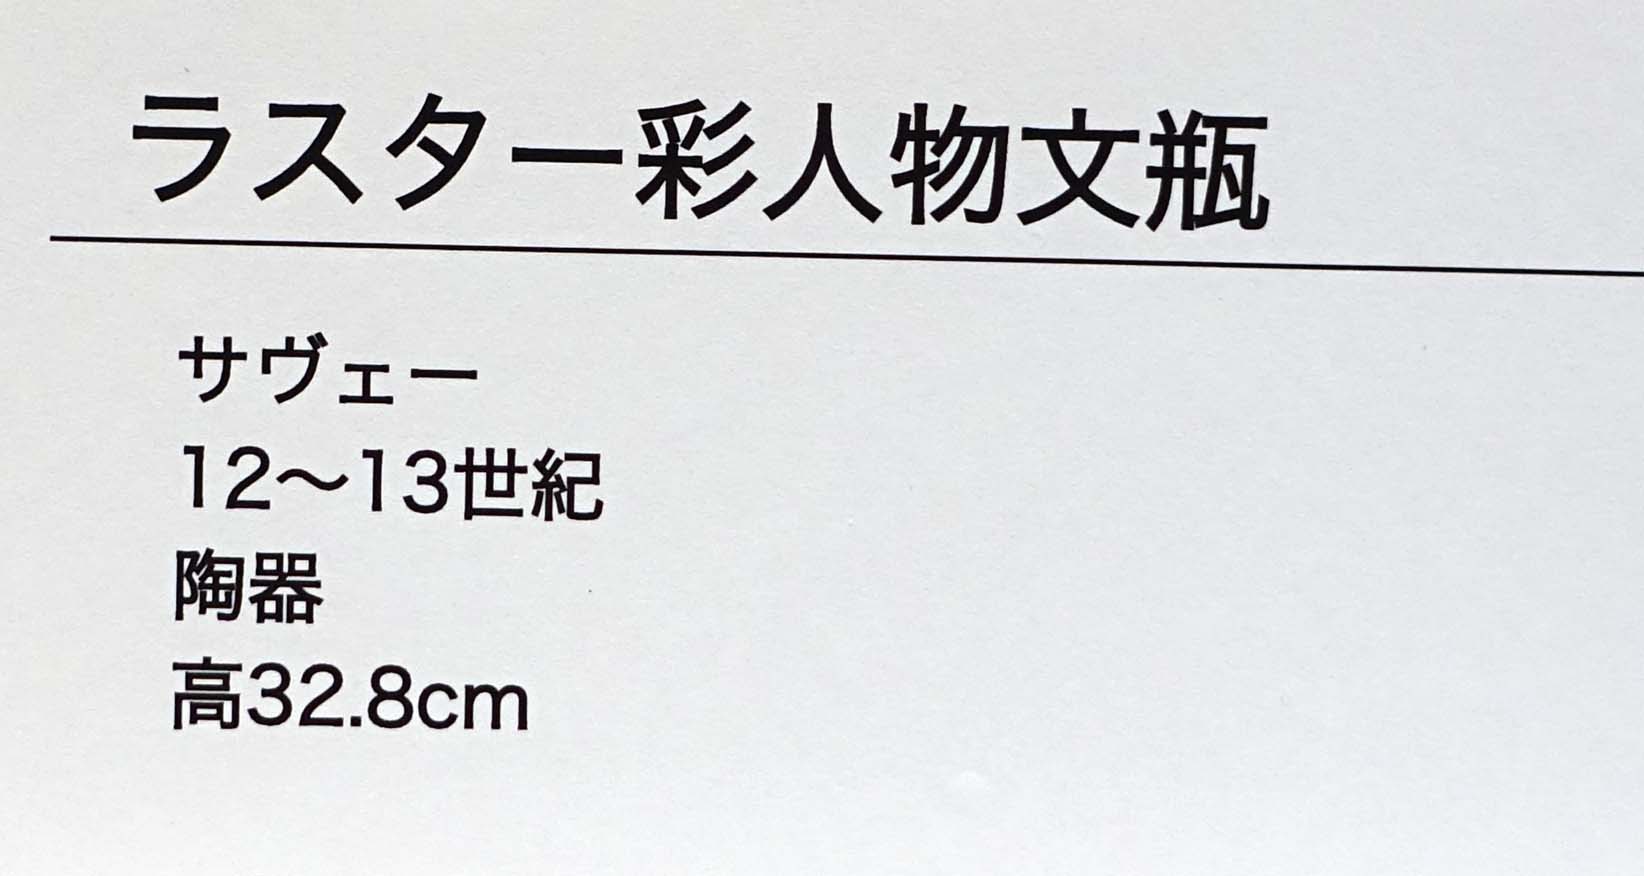 ラスター彩人物文瓶
サヴェー
12〜13世紀
陶器
高32.8cm